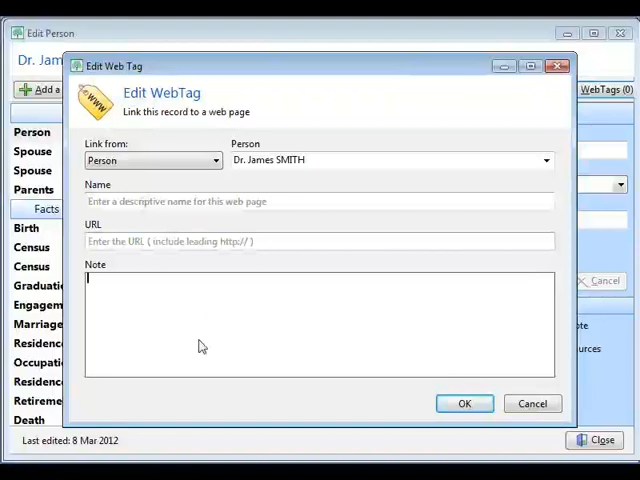 Edit Person
Dr. Jam
Add a
WebTags (0)
Edit Web Tag
WWW
Edit WebTag
Link this record to a web page
Link from:
Person
Person
Dr. James SMITH
Name
Enter a descriptive name for this web page
URL
Enter the URL ( include leading http:// )
Note
OK
Cancel
Person
Spouse
Spouse
Parents
Facts
Birth
Census
Census
Graduatio
Engagem
Marriage
Residenc
Occupati
Residenc
Retireme
Death
Cancel
ote
ources
Last edited: 8 Mar 2012
Close